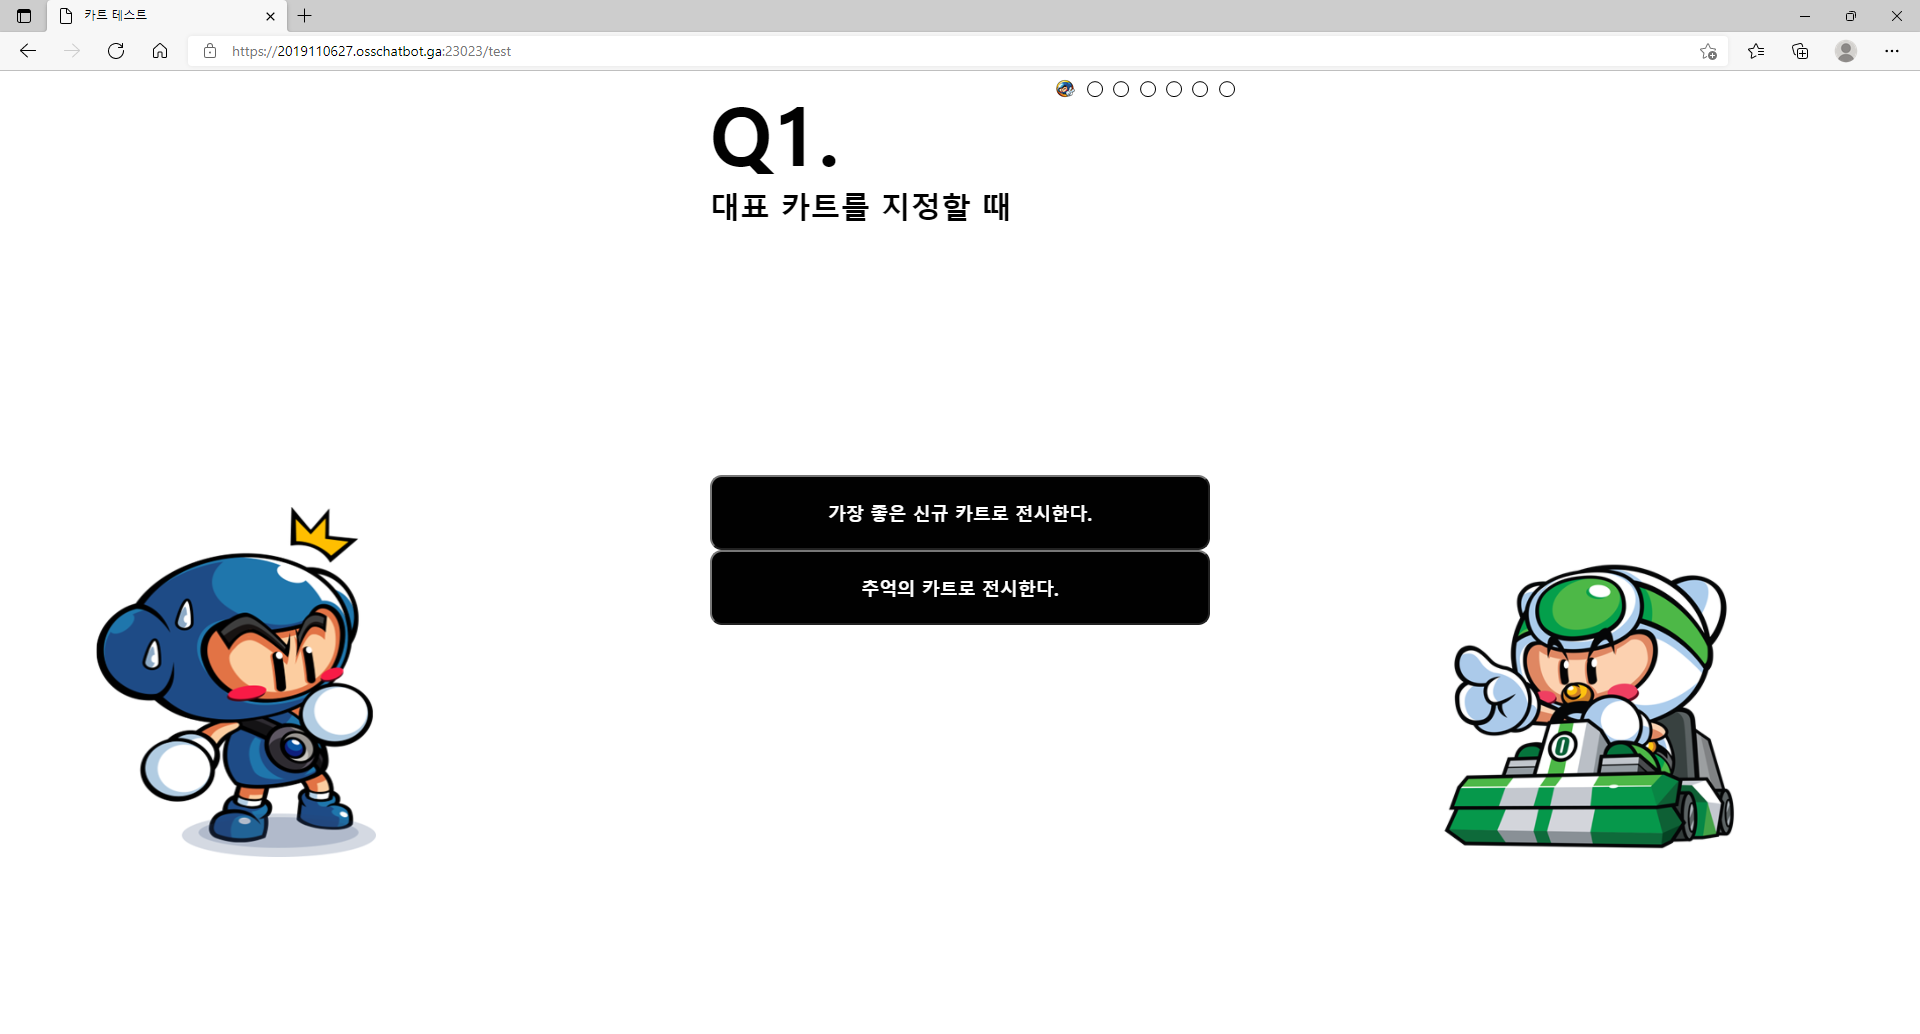 카트 테스트
https://2019110627.osschatbot.ga:23023/test
Q1.
대표 카트를 지정할 때
가장 좋은 신규 카트로 전시한다.
추억의 카트로 전시한다.
0